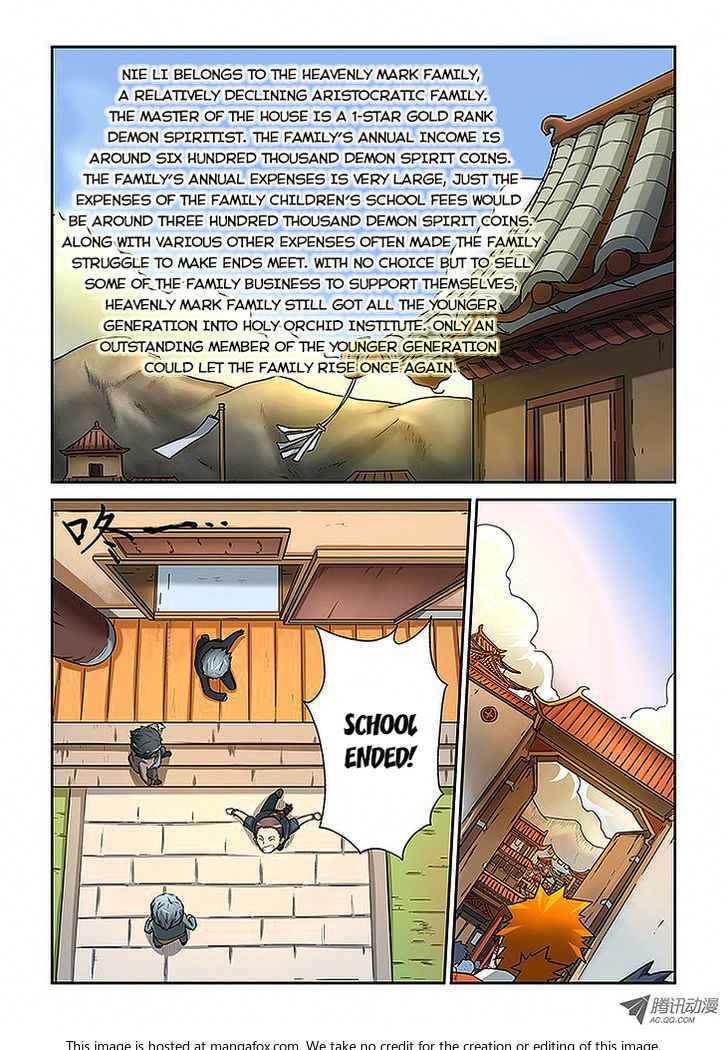 NIE LI BELONGS TO THE HEAVENLY MARK FAMILY,
A RELATIVELY DECLINING ARISTOCRATIC FAMILY.
THE MASTER OF THE HOUSE IS A 1-STAR GOLD RANK
DEMON SPIRITIST. THE FAMILY'S ANNUAL INCOME IS
AROUND SIX HUNDRED THOUSAND DEMON SPIRIT COINS.
THE FAMILY'S ANNUAL EXPENSES IS VERY LARGE, JUST THE
EXPENSES OF THE FAMILY CHILDREN'S SCHOOL FEES WOULD
BE AROUND THREE HUNDRED THOUSAND DEMON SPIRIT COINS.
ALONG WITH VARIOUS OTHER EXPENSES OFTEN MADE THE FAMILY
STRUGGLE TO MAKE ENDS MEET. WITH NO CHOICE BUT TO SELL
SOME OF THE FAMILY BUSINESS TO SUPPORT THEMSELVES,
HEAVENLY MARK FAMILY STILL GOT ALL THE YOUNGER
GENERATION INTO HOLY ORCHID INSTITUTE. ONLY AN
OUTSTANDING MEMBER OF THE YOUNGER GENERATION
COULD LET THE FAMILY RISE ONCE AGAIN.
咚一…
SCHOOL
ENDED!
腾讯动漫
AC.QQ.COM
This image is hosted at mangafox.com. We take no credit for the creation or editing of this image.